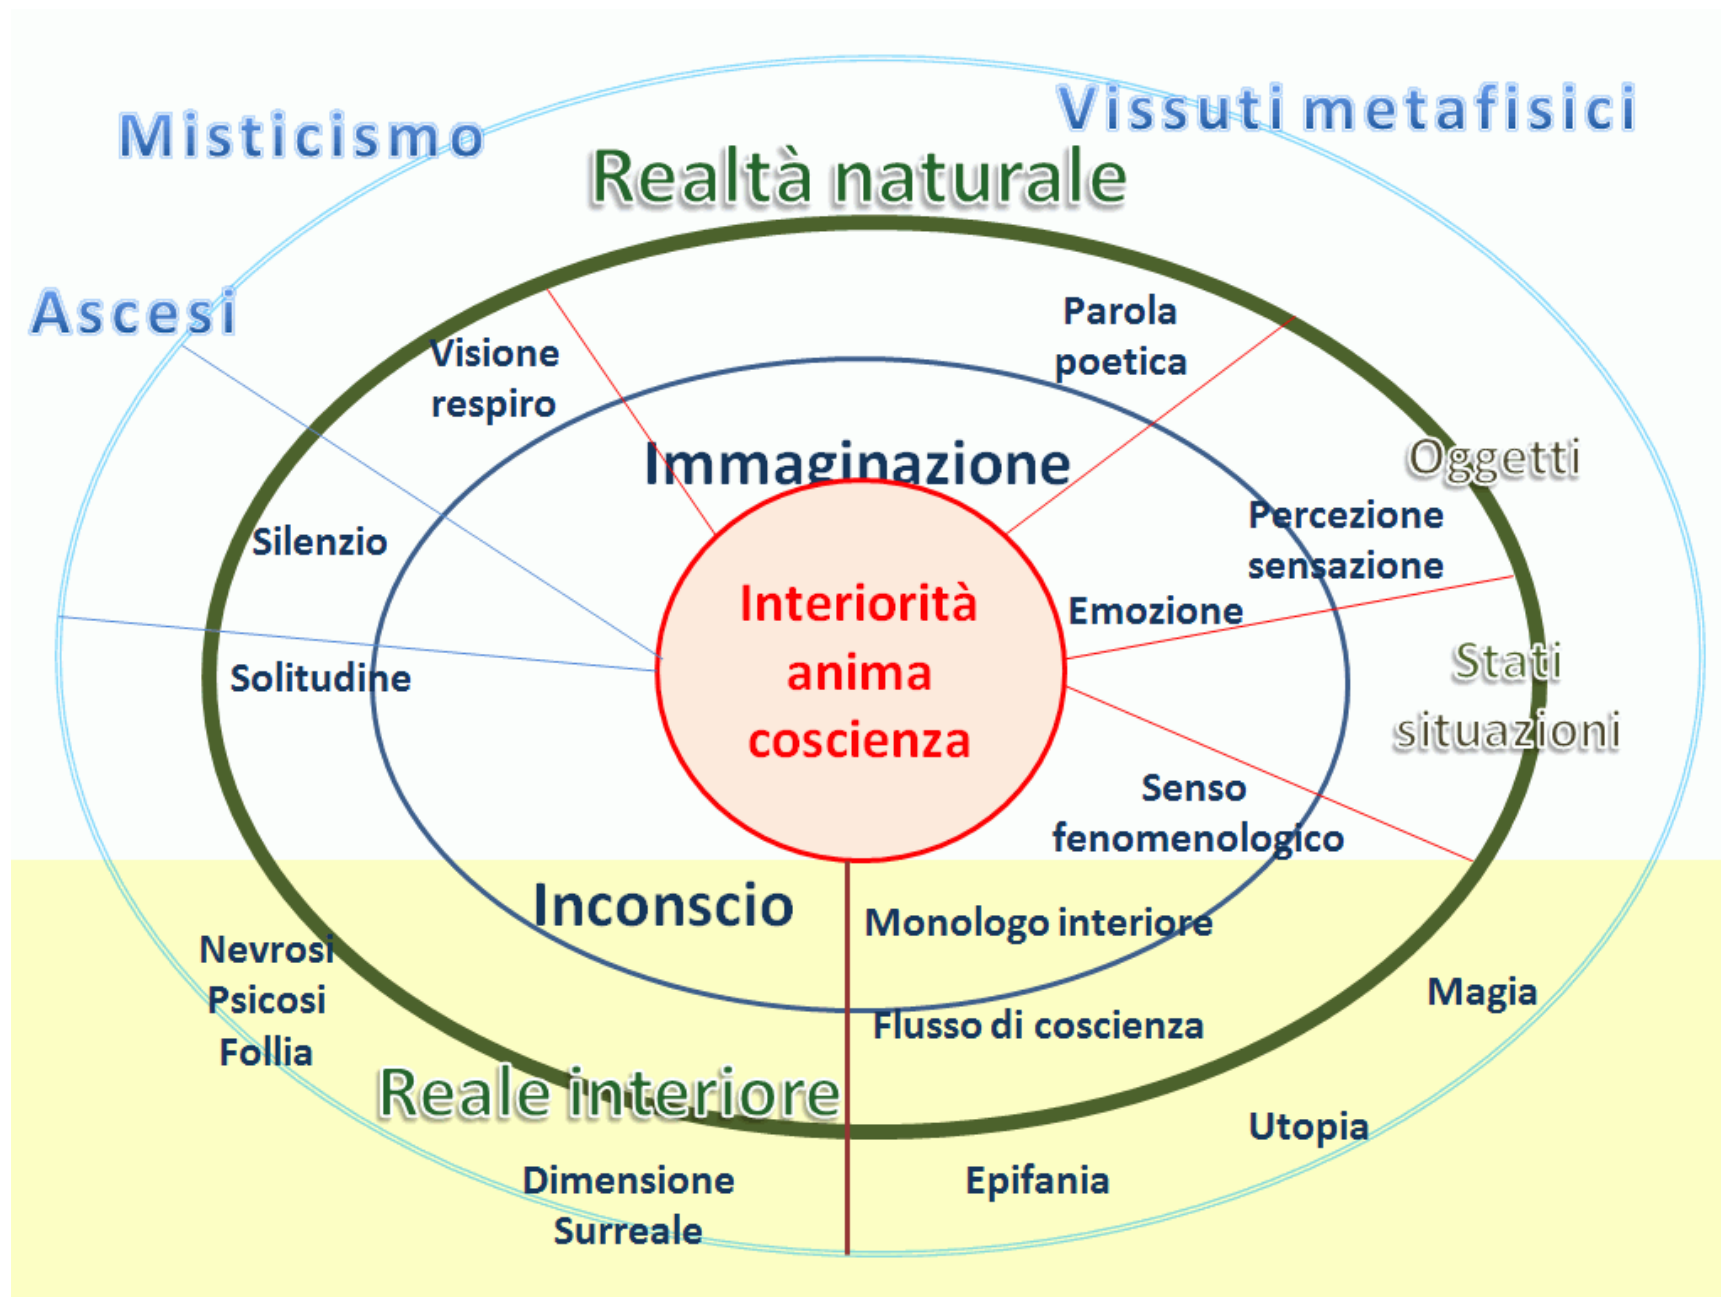 Misticismo
Vissuti metafisici
Realtà naturale
Ascesi
Visione
respiro
Parola
poetica
Immaginazione
Oggetti
Silenzio
Percezione
sensazione
Interiorità
anima
coscienza
Emozione
Solitudine
Stati
situazioni
Senso
fenomenologico
Inconscio
Monologo interiore
Nevrosi
Psicosi
Follia
Flusso di coscienza
Magia
Reale interiore
Utopia
Dimensione
Surreale
Epifania